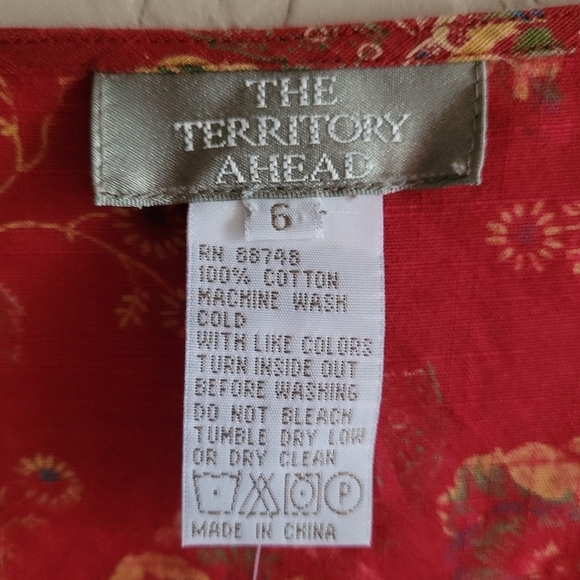 THE
TERRITORY
AHEAD
6
RN 88748
100% COTTON
MACHINE WASH
COLD
WITH LIKE COLORS
TURN INSIDE OUT
BEFORE WASHING
DO NOT BLEACH
TUMBLE DRY LOW
OR DRY CLEAN
P
MADE IN CHINA